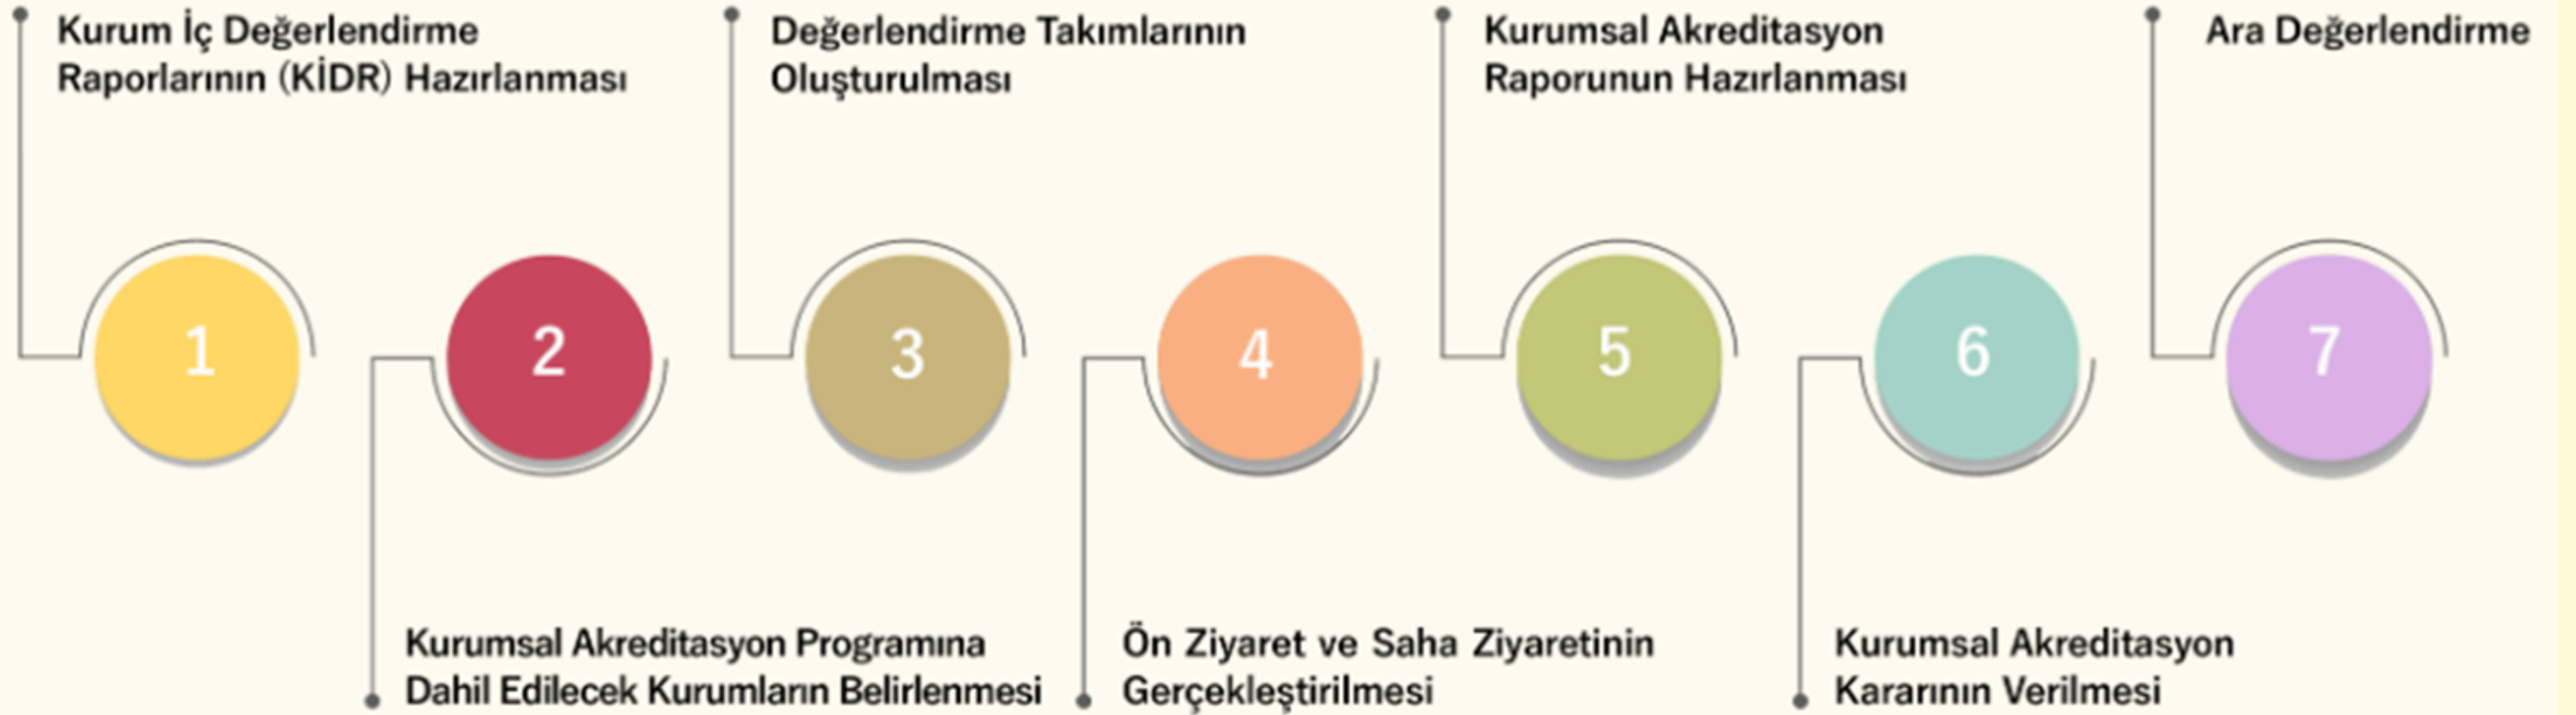 Kurum İç Değerlendirme
Raporlarının (KİDR) Hazırlanması
1
Kurumsal Akreditasyon Programına
Dahil Edilecek Kurumların Belirlenmesi
2
Değerlendirme Takımlarının
Oluşturulması
3
Ön Ziyaret ve Saha Ziyaretinin
Gerçekleştirilmesi
4
Kurumsal Akreditasyon
Raporunun Hazırlanması
5
Kurumsal Akreditasyon
Kararının Verilmesi
6
Ara Değerlendirme
7